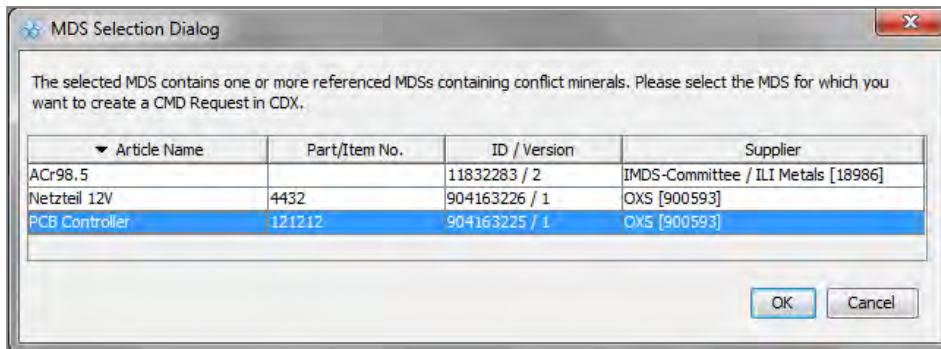 MDS Selection Dialog
The selected MDS contains one or more referenced MDSs containing conflict minerals. Please select the MDS for which you
want to create a CMD Request in CDX.
Article Name Part/Item No. ID / Version Supplier
ACr98.5 11832283 / 2 IMDS-Committee / ILI Metals [18986]
Netzteil 12V 4432 904163226 / 1 OXS [900593]
PCB Controller 121212 904163225 / 1 OXS [900593]
OK Cancel